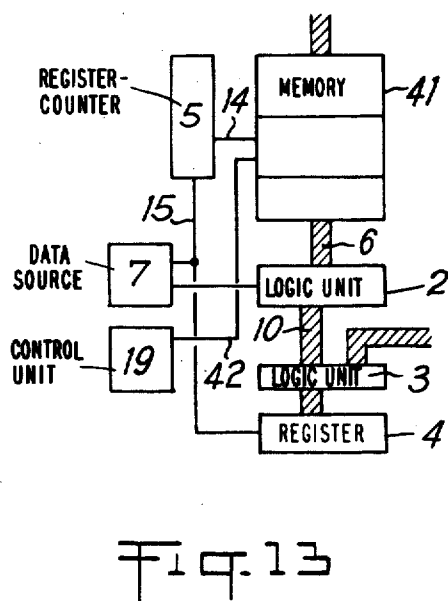 REGISTER-
COUNTER
5
14
MEMORY
41
15
6
DATA
SOURCE
7
LOGIC UNIT
2
10
CONTROL
UNIT
19
42
LOGIC UNIT
3
REGISTER
4
Fig. 13